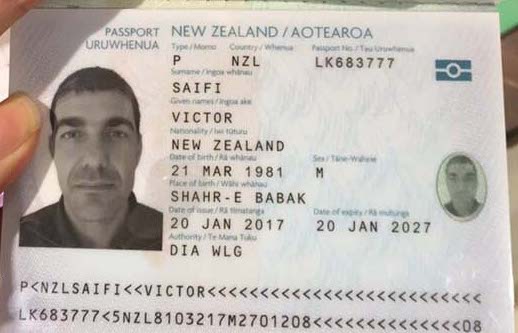 PASSPORT NEW ZEALAND / AOTEAROA
URUWHENUA Type / Momo Country / Whenua Passport No. / Tau Uruwhenua
P NZL LK683777
Surname / Ingoa whānau
SAIFI
Given names / Ingoa ake
VICTOR
Nationality / Iwi tūturu
NEW ZEALAND
Date of birth / Rā whānau Sex / Tāne-Wahine
21 MAR 1981 M
Place of birth / Wāhi whānau
SHAHR-E BABAK
Date of issue / Rā timatanga Date of expiry / Rā mutunga
20 JAN 2017 20 JAN 2027
Authority / Te Mana Tuku
DIA WLG
P<NZLSAIFI<<VICTOR<<<<<<<<<<<<<<<<<<<<<<<<<<
LK683777<5NZL8103217M2701208<<<<<<<<<<<<<<08